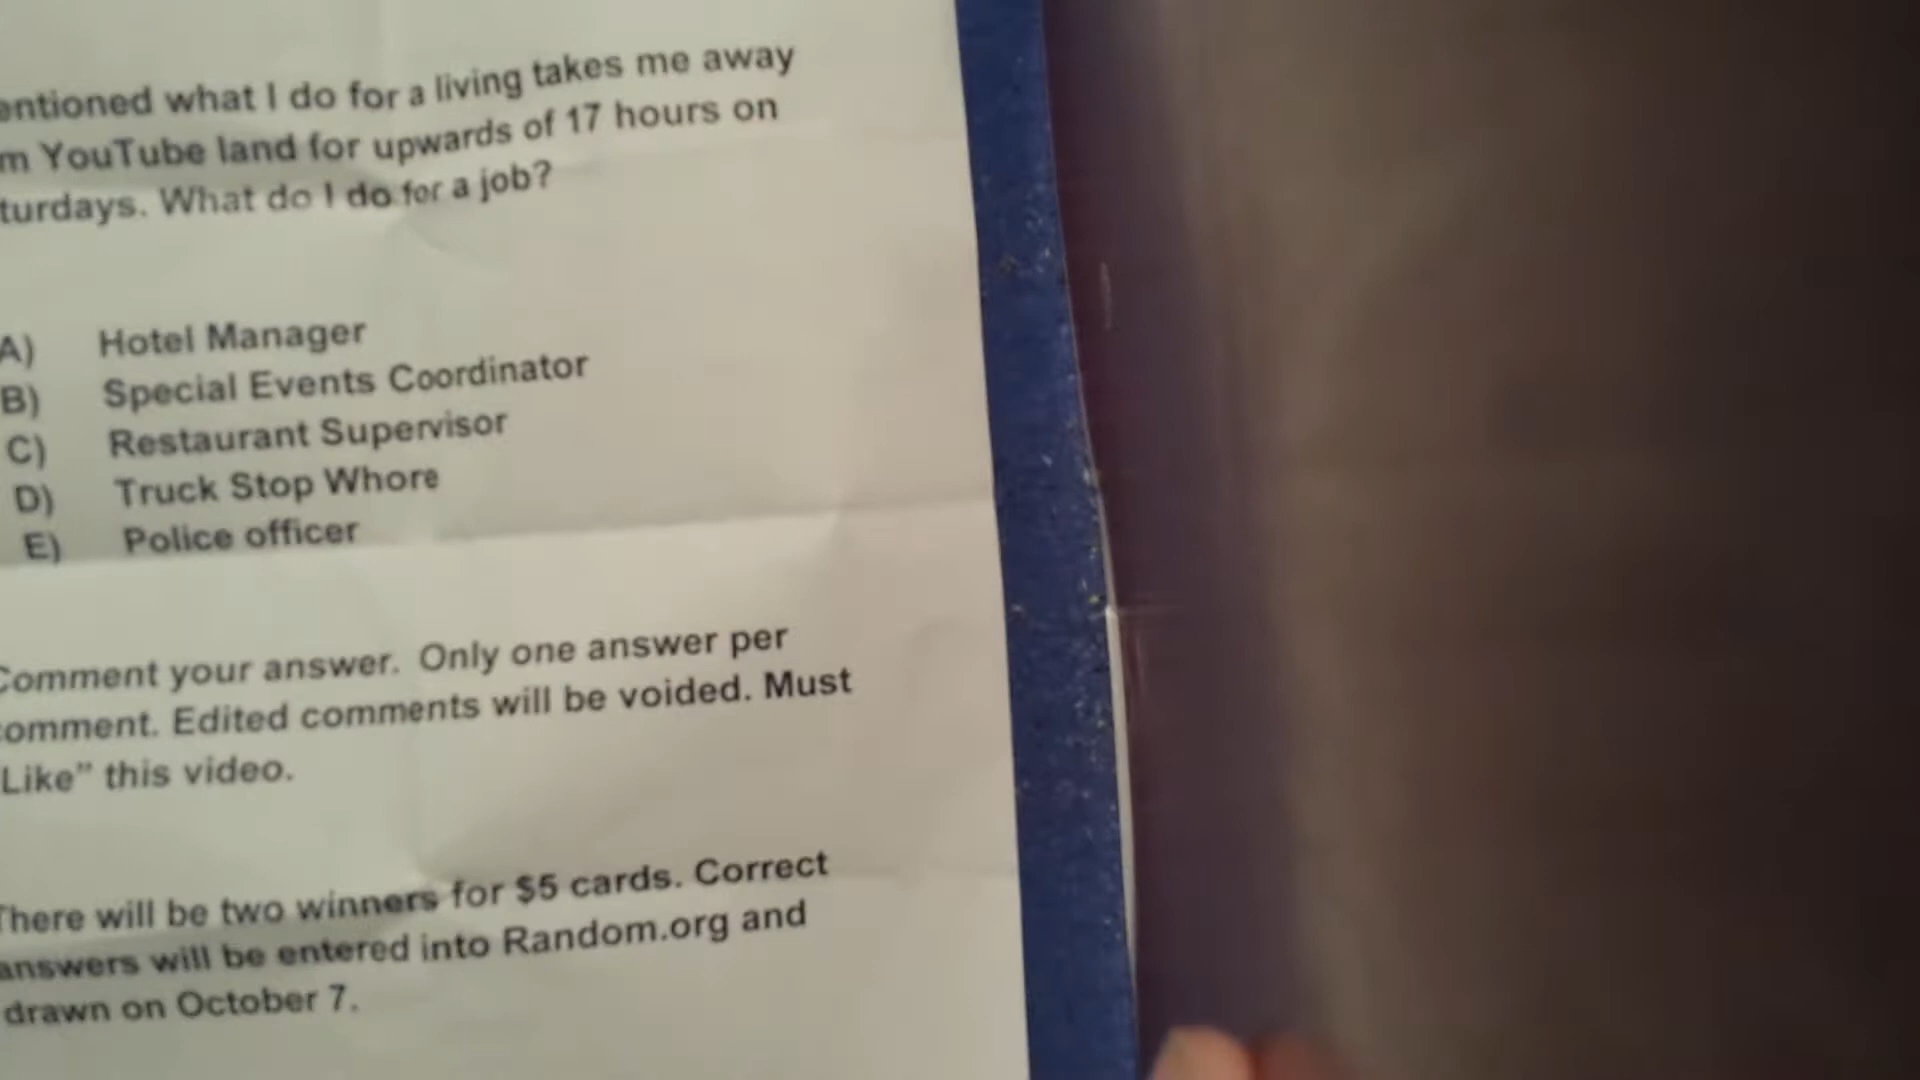 entioned what I do for a living takes me away
m YouTube land for upwards of 17 hours on
turdays. What do I do for a job?
A) Hotel Manager
B) Special Events Coordinator
C) Restaurant Supervisor
D) Truck Stop Whore
E) Police officer
Comment your answer. Only one answer per
comment. Edited comments will be voided. Must
Like” this video.
There will be two winners for $5 cards. Correct
answers will be entered into Random.org and
drawn on October 7.